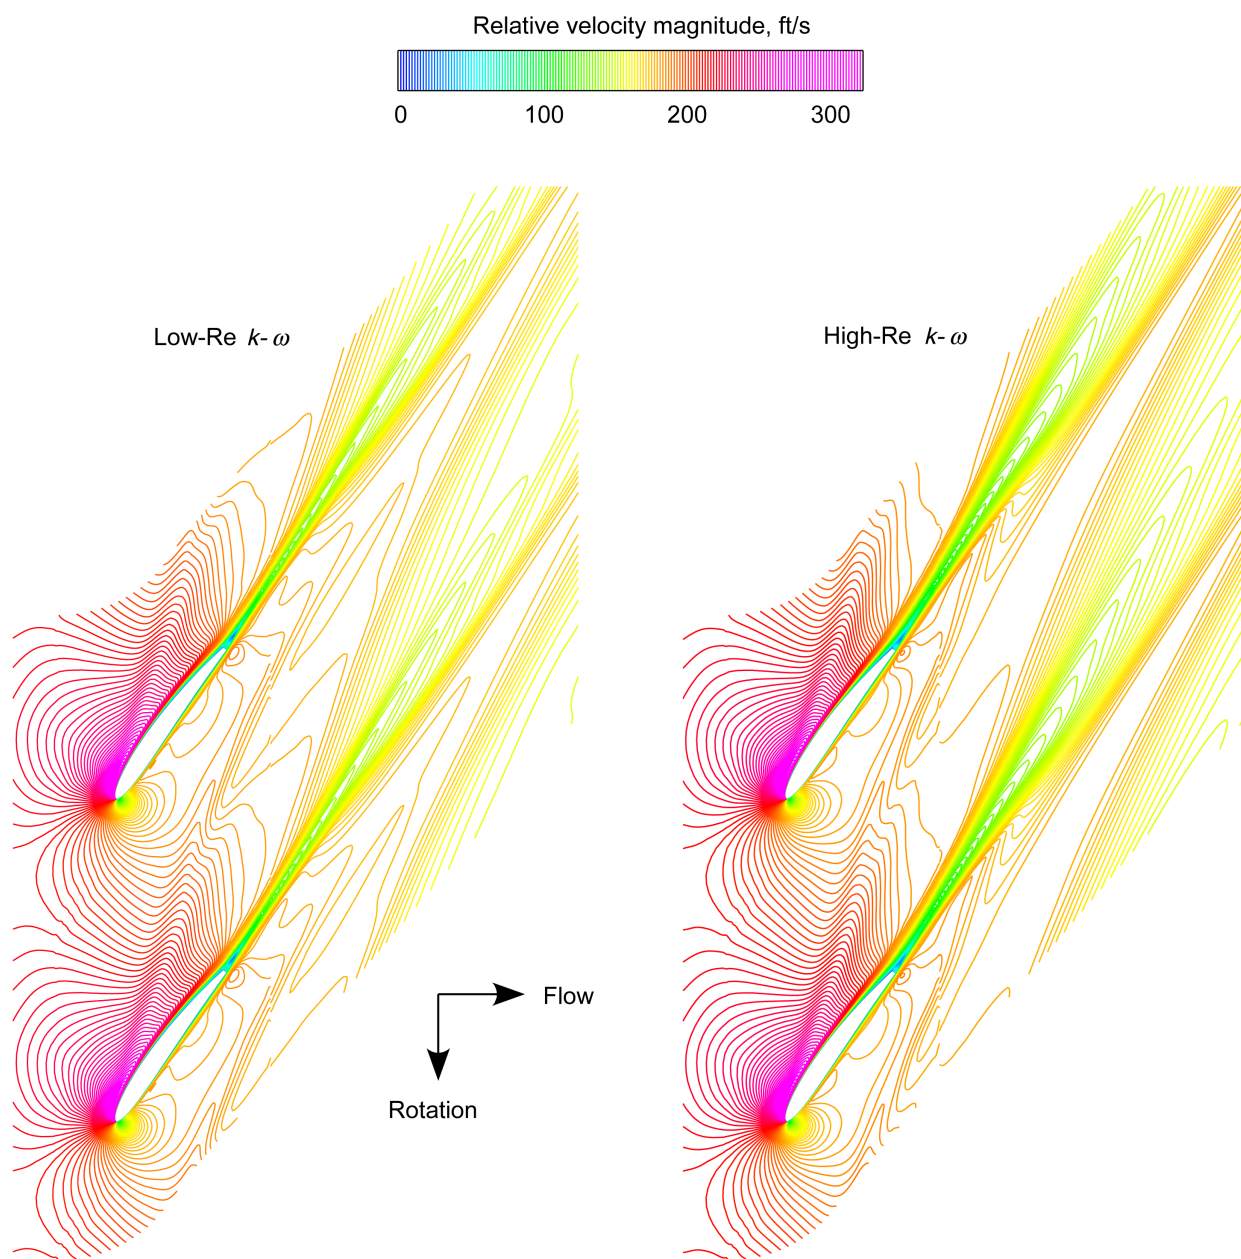 Relative velocity magnitude, ft/s
0 100 200 300
Low-Re k-ω
High-Re k-ω
Flow
Rotation